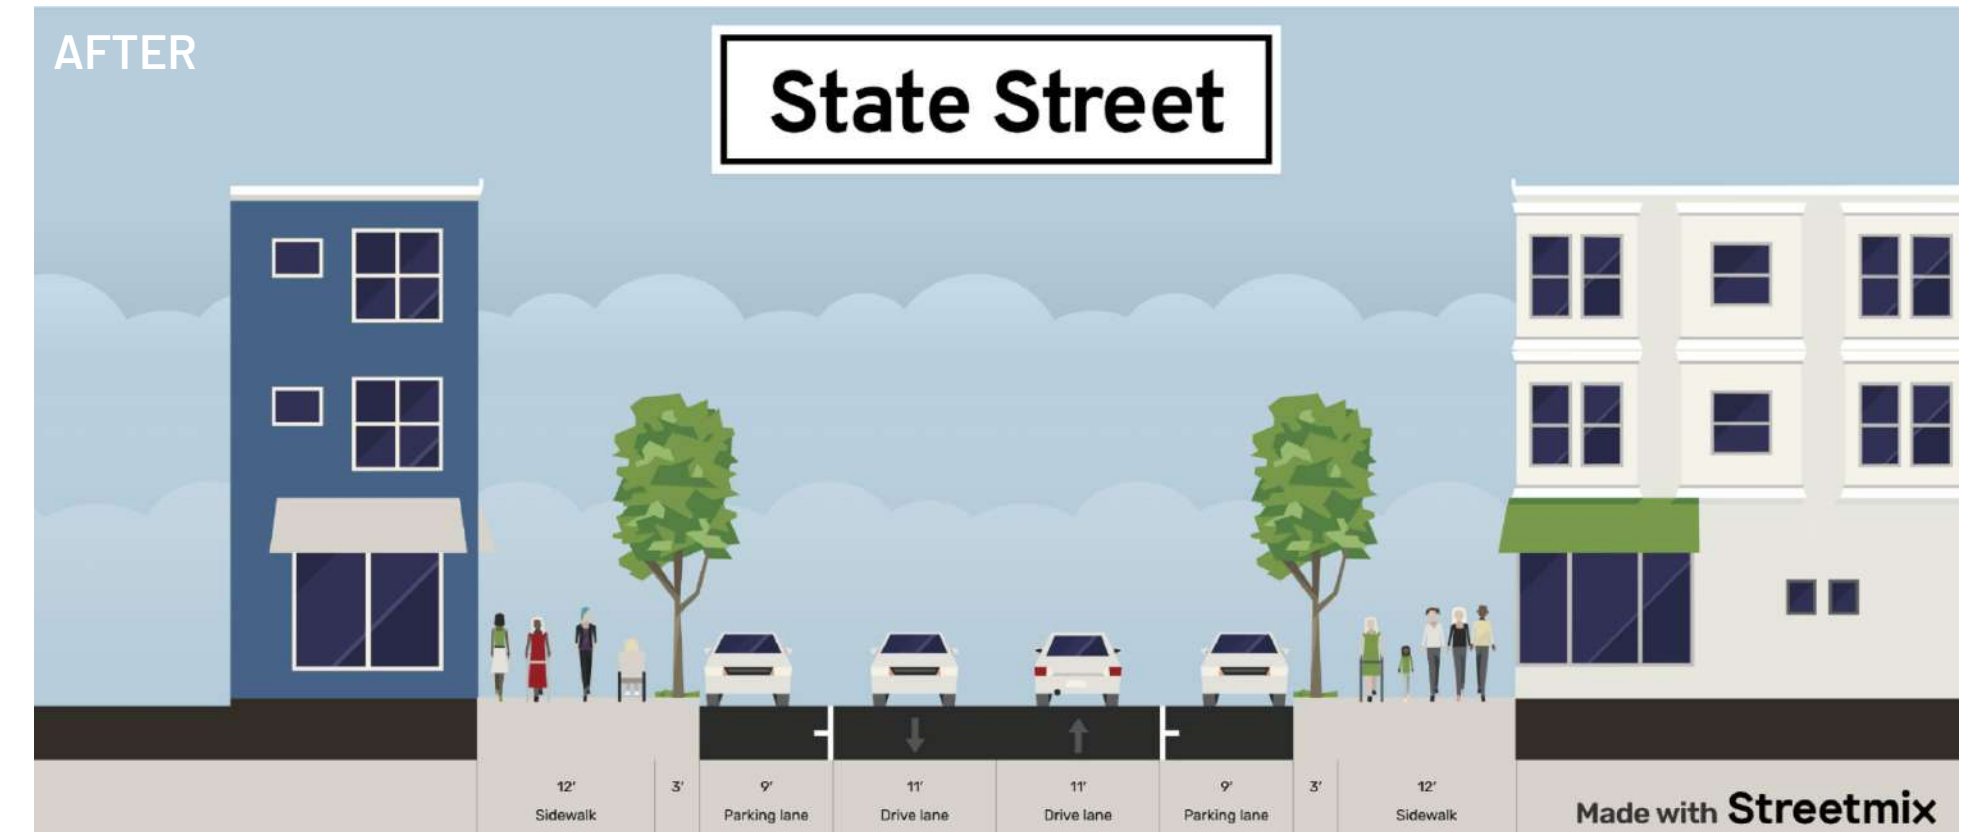 AFTER
State Street
12' 3' 9' 11' 11' 9' 3' 12'
Sidewalk Parking lane Drive lane Drive lane Parking lane Sidewalk
Made with Streetmix